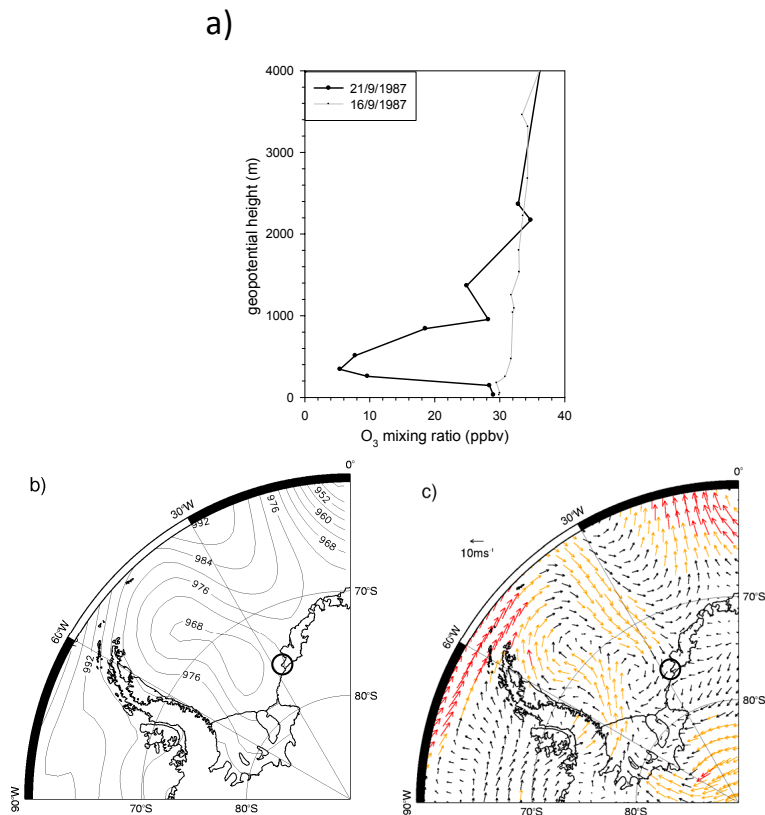 a)
4000
21/9/1987
16/9/1987
3000
geopotential height (m)
2000
1000
0
0 10 20 30 40
O3 mixing ratio (ppbv)
b)
0°
30°W
992
976
952
960
968
984
976
60°W
968
70°S
992
976
80°S
90°W
70°S
80°S
c)
0°
30°W
10ms-1
60°W
70°S
80°S
90°W
70°S
80°S